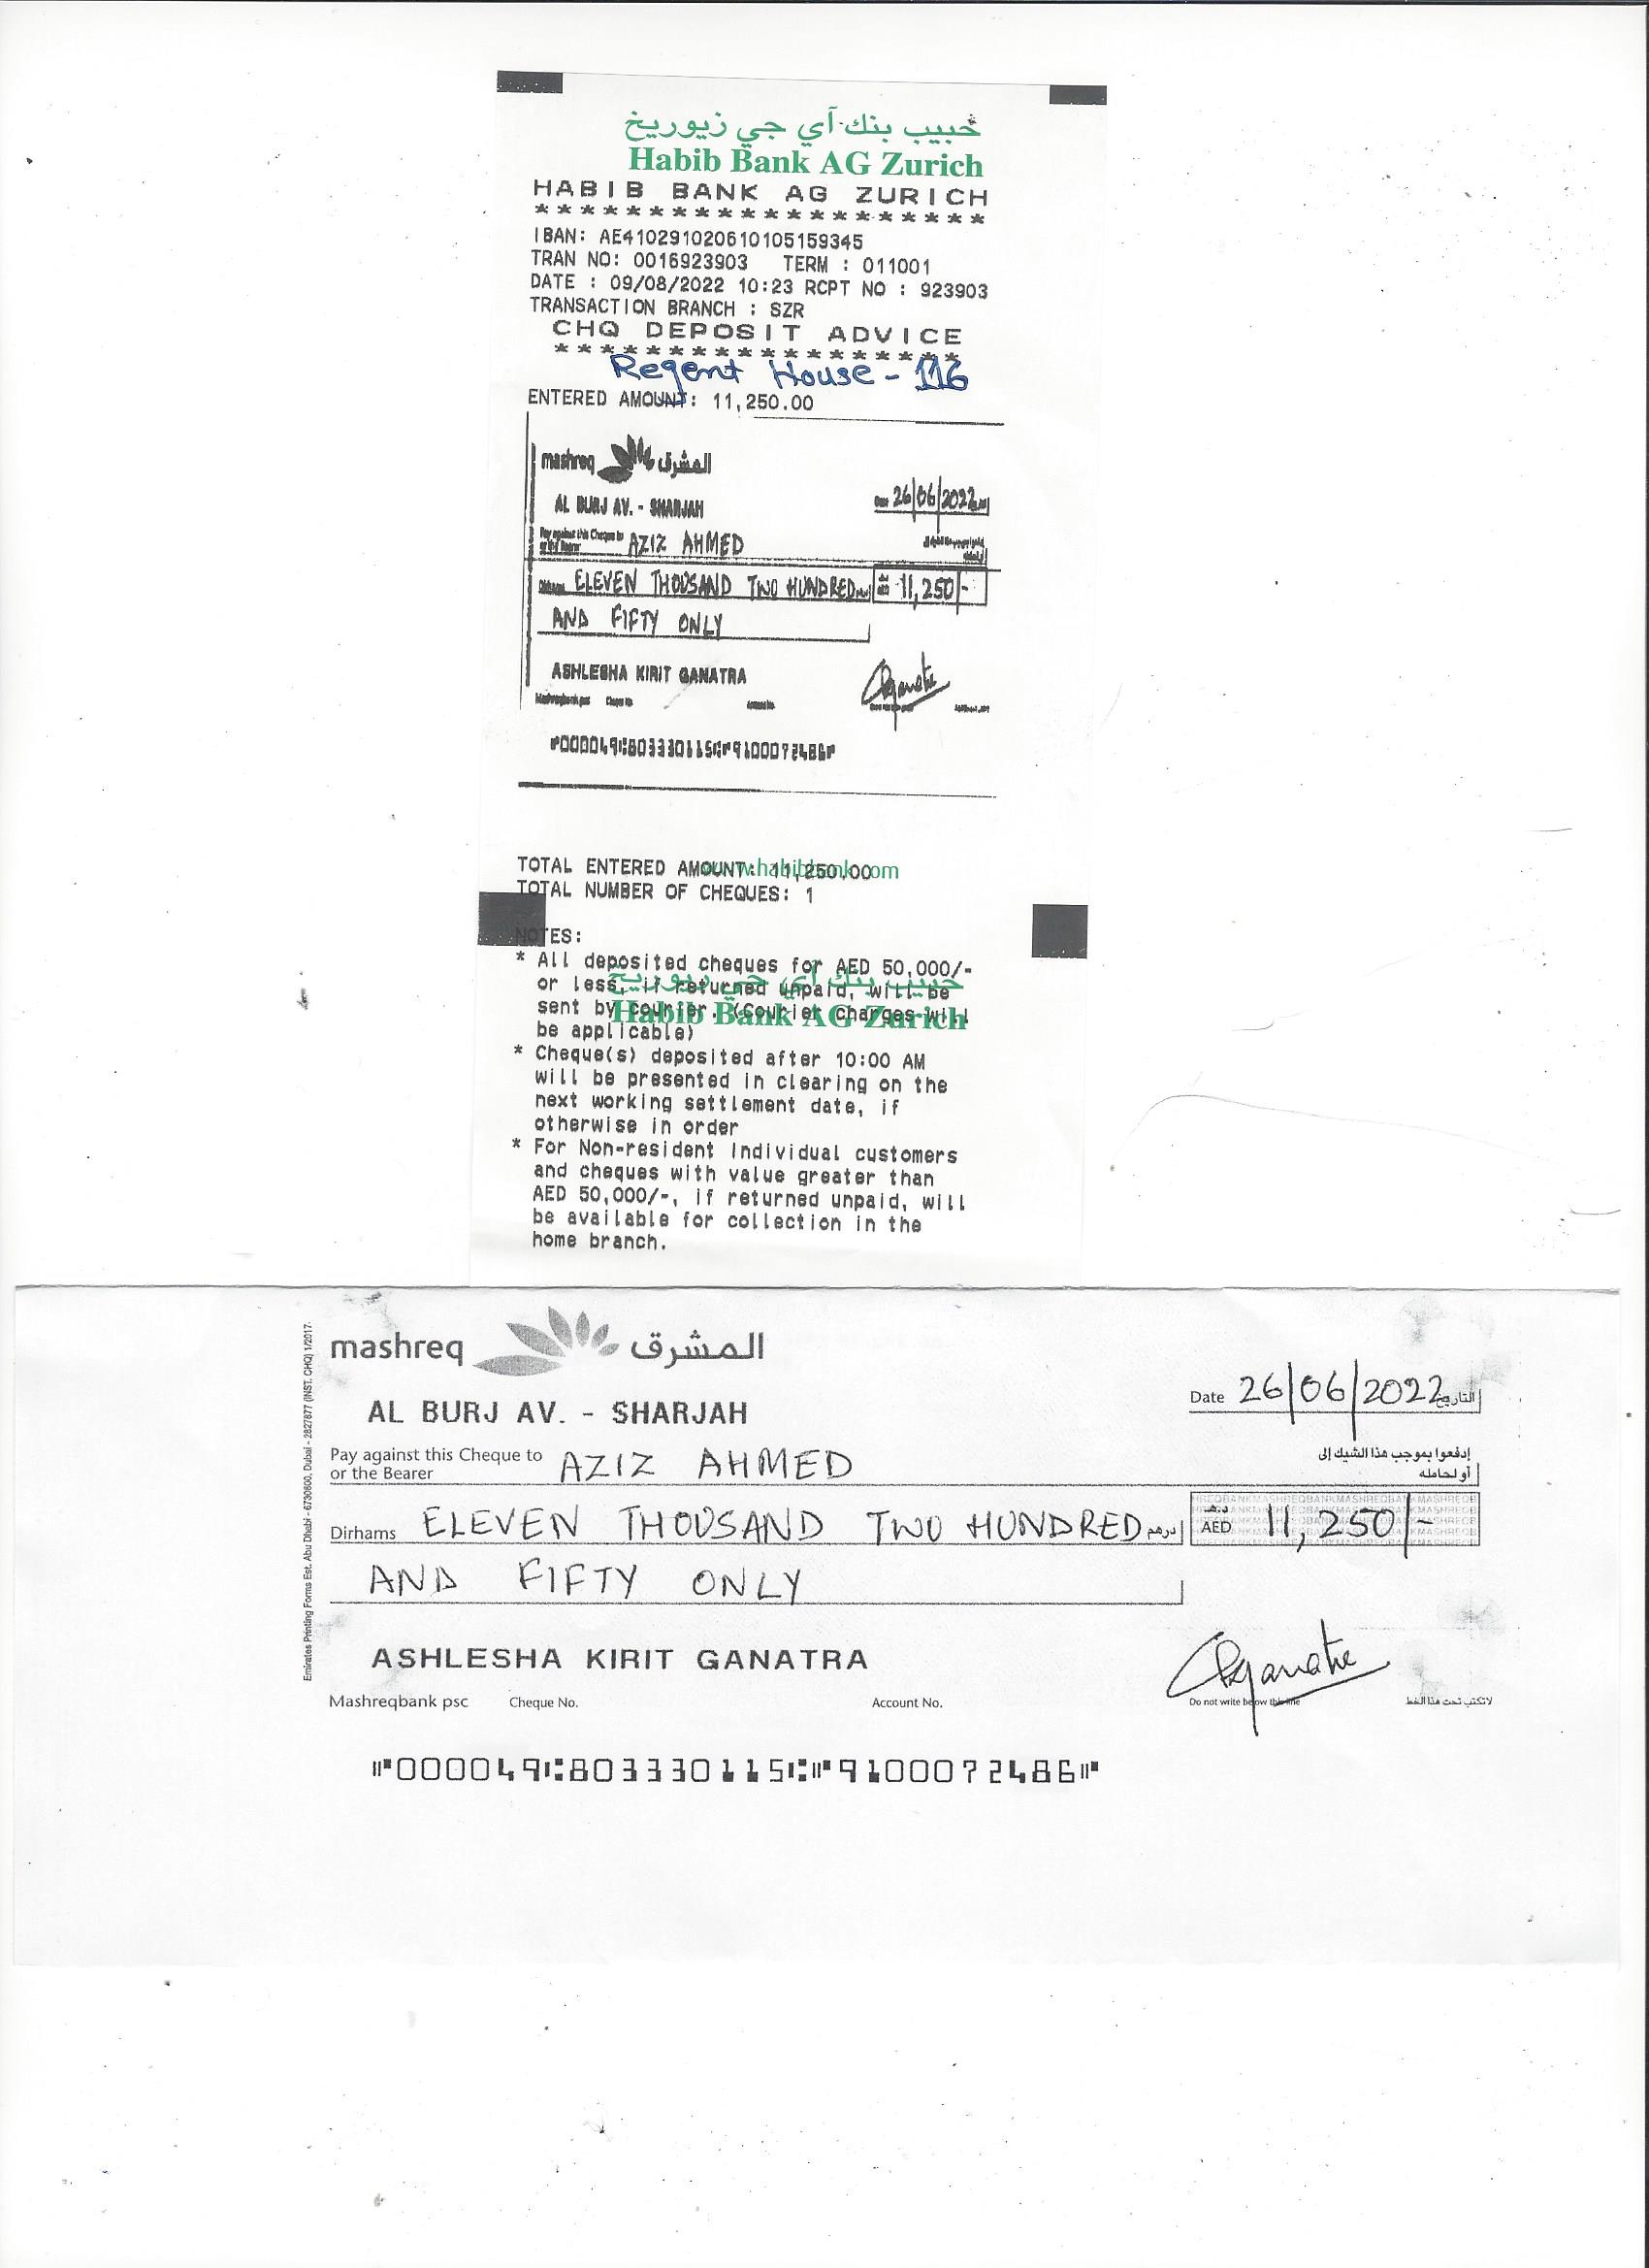 حبيب بنك آي جي زيوريخ
Habib Bank AG Zurich
HABIB BANK AG ZURICH
********************
IBAN: AE410291020610105159345
TRAN NO: 0016923903 TERM : 011001
DATE : 09/08/2022 10:23 RCPT NO : 923903
TRANSACTION BRANCH : SZR
CHQ DEPOSIT ADVICE
******************
Regent House - 116
ENTERED AMOUNT: 11,250.00
mashreq المشرق
AL BURJ AV. - SHARJAH
Date 26/06/2022
Pay against this Cheque to
or the Bearer AZIZ AHMED
Dirhams ELEVEN THOUSAND TWO HUNDRED 11,250/-
AND FIFTY ONLY
ASHLESHA KIRIT GANATRA
Mashreqbank psc Cheque No. Account No.
⑈000049⑆803330115⑆⑈9100072486⑈
TOTAL ENTERED AMOUNT: 11,250.00
www.habibbank.com
TOTAL NUMBER OF CHEQUES: 1
NOTES:
* All deposited cheques for AED 50,000/-
or less, if returned unpaid, will be
حبيب بنك آي جي زيوريخ
sent by courier. (Courier charges will
Habib Bank AG Zurich
be applicable)
* Cheque(s) deposited after 10:00 AM
will be presented in clearing on the
next working settlement date, if
otherwise in order
* For Non-resident Individual customers
and cheques with value greater than
AED 50,000/-, if returned unpaid, will
be available for collection in the
home branch.
mashreq المشرق
Emirates Printing Forms Est. Abu Dhabi - 6730600, Dubai - 2827877 (INST. CHQ) 1/2017.
AL BURJ AV. - SHARJAH
Date 26/06/2022 التاريخ
Pay against this Cheque to إدفعوا بموجب هذا الشيك إلى
or the Bearer AZIZ AHMED أو لحامله
Dirhams ELEVEN THOUSAND TWO HUNDRED درهم د.هـ AED 11,250/-
AND FIFTY ONLY
ASHLESHA KIRIT GANATRA
Mashreqbank psc Cheque No. Account No. Do not write below this line لاتكتب تحت هذا الخط
⑈000049⑆803330115⑆⑈9100072486⑈